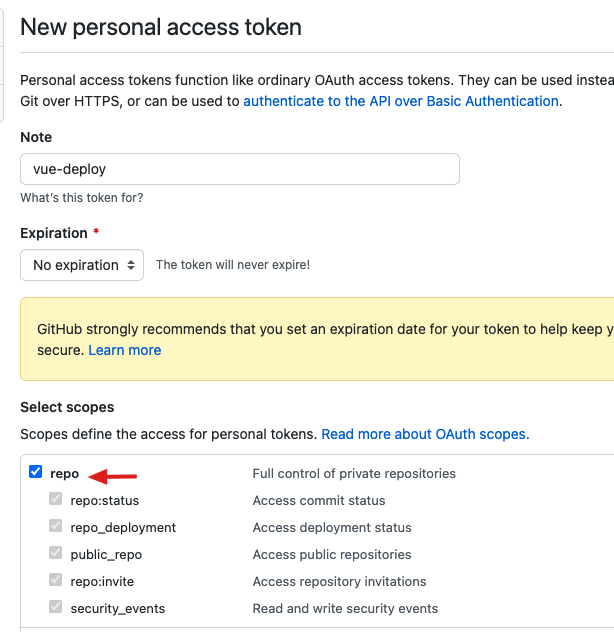 New personal access token
Personal access tokens function like ordinary OAuth access tokens. They can be used
Git over HTTPS, or can be used to authenticate to the API over Basic Authentication.
Note
vue-deploy
What's this token for?
Expiration *
No expiration The token will never expire!
GitHub strongly recommends that you set an expiration date for your token to help keep
secure. Learn more
Select scopes
Scopes define the access for personal tokens. Read more about OAuth scopes.
repo Full control of private repositories
repo:status Access commit status
repo_deployment Access deployment status
public_repo Access public repositories
repo:invite Access repository invitations
security_events Read and write security events